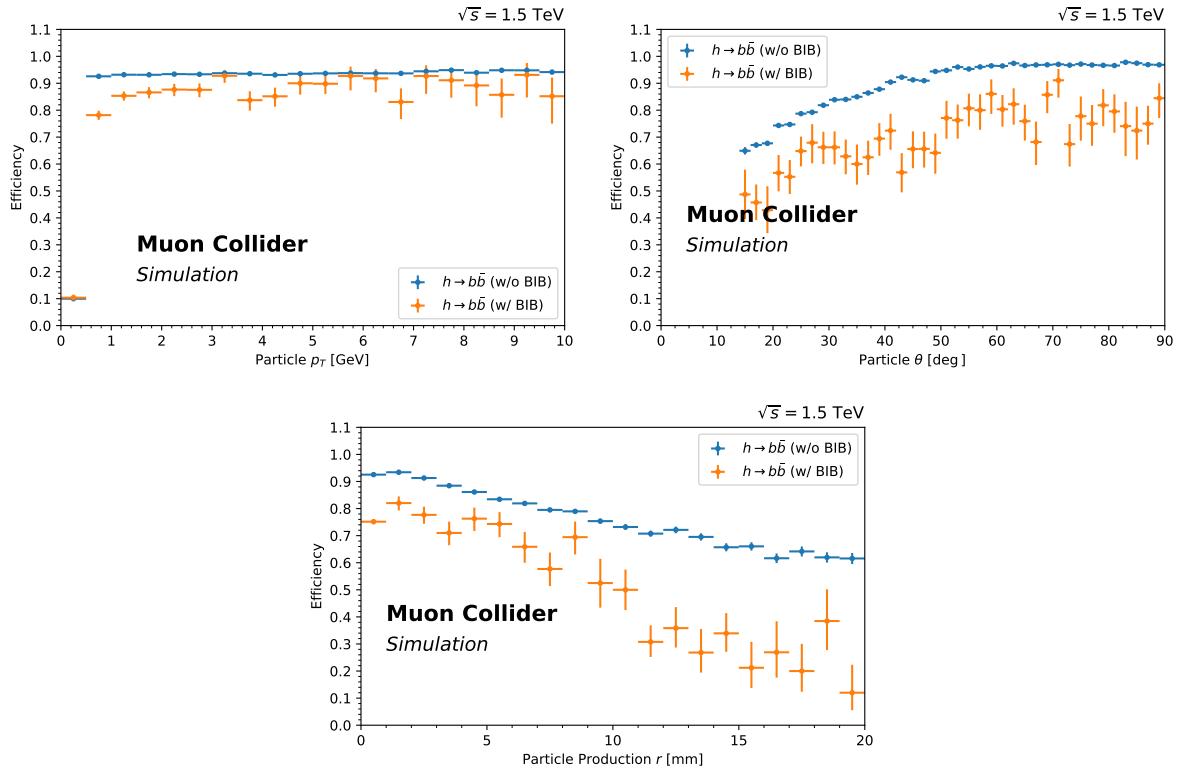 √s = 1.5 TeV
1.1
1.0
0.9
0.8
0.7
0.6
0.5
0.4
0.3
0.2
0.1
0.0
Efficiency
Muon Collider
Simulation
h → bb̄ (w/o BIB)
h → bb̄ (w/ BIB)
0 1 2 3 4 5 6 7 8 9 10
Particle p_T [GeV]
√s = 1.5 TeV
1.1
1.0
0.9
0.8
0.7
0.6
0.5
0.4
0.3
0.2
0.1
0.0
Efficiency
h → bb̄ (w/o BIB)
h → bb̄ (w/ BIB)
Muon Collider
Simulation
0 10 20 30 40 50 60 70 80 90
Particle θ [deg]
√s = 1.5 TeV
1.1
1.0
0.9
0.8
0.7
0.6
0.5
0.4
0.3
0.2
0.1
0.0
Efficiency
h → bb̄ (w/o BIB)
h → bb̄ (w/ BIB)
Muon Collider
Simulation
0 5 10 15 20
Particle Production r [mm]